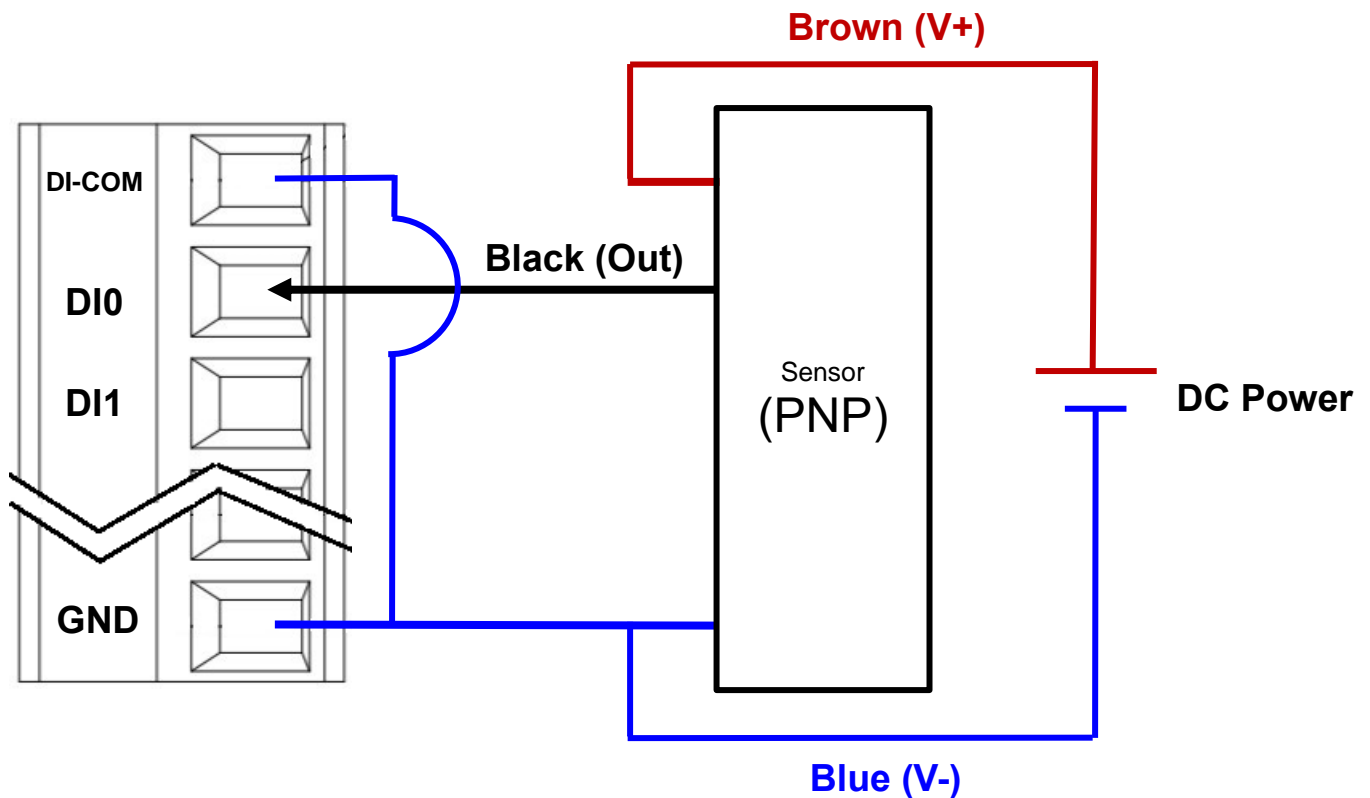 Brown (V+)
DI-COM
Black (Out)
DI0
Sensor
(PNP)
DI1
DC Power
GND
Blue (V-)